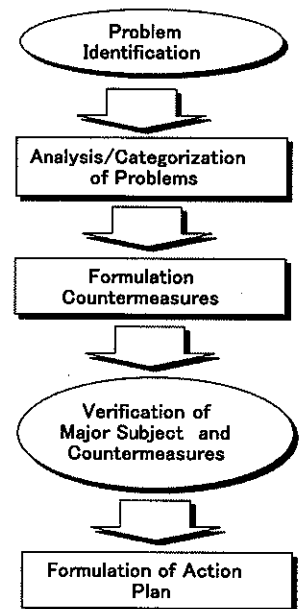 Problem
Identification
Analysis/Categorization
of Problems
Formulation
Countermeasures
Verification of
Major Subject and
Countermeasures
Formulation of Action
Plan